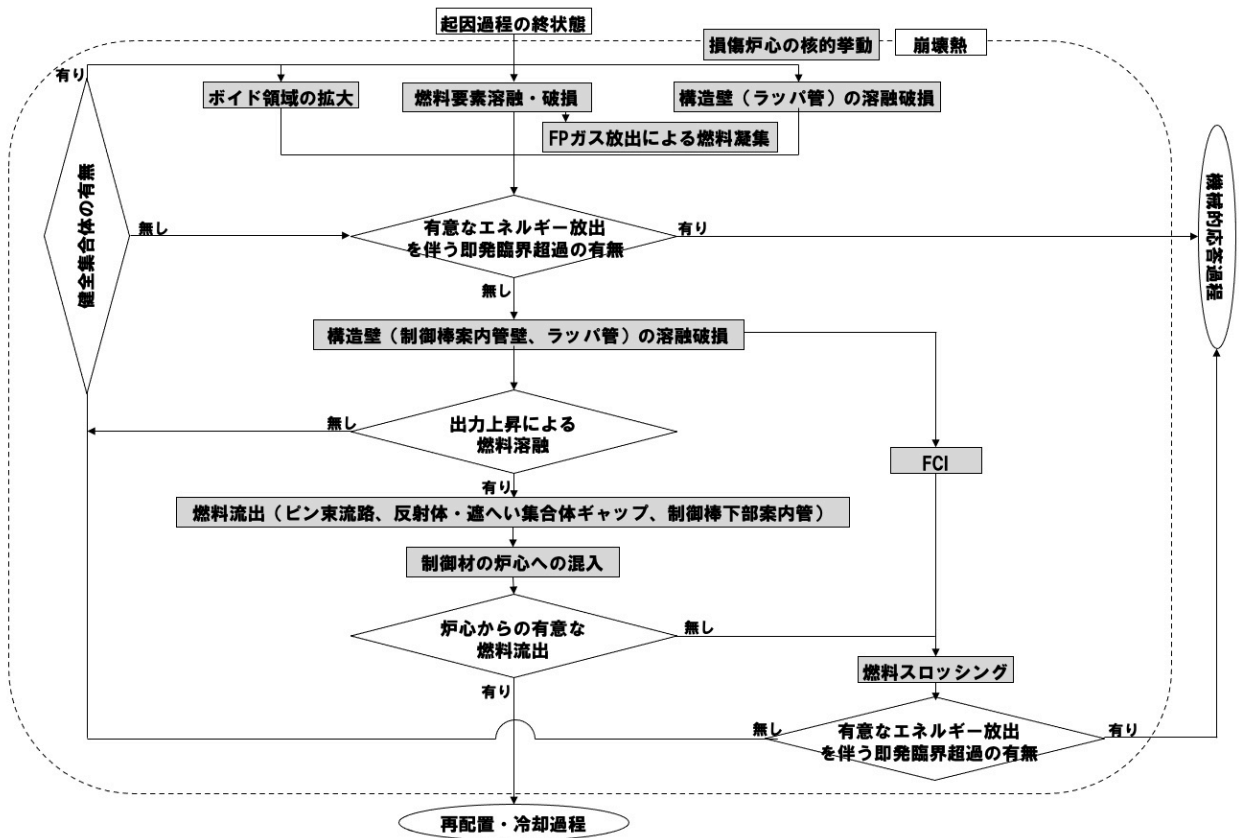 起因過程の終状態
損傷炉心の核的挙動
崩壊熱
有り
ボイド領域の拡大
燃料要素溶融・破損
構造壁（ラッパ管）の溶融破損
FPガス放出による燃料凝集
健全集合体の有無
無し
有意なエネルギー放出
を伴う即発臨界超過の有無
有り
機械的応答過程
無し
構造壁（制御棒案内管壁、ラッパ管）の溶融破損
無し
出力上昇による
燃料溶融
FCI
有り
燃料流出（ピン束流路、反射体・遮へい集合体ギャップ、制御棒下部案内管）
制御材の炉心への混入
炉心からの有意な
燃料流出
無し
燃料スロッシング
有り
無し
有意なエネルギー放出
を伴う即発臨界超過の有無
有り
再配置・冷却過程